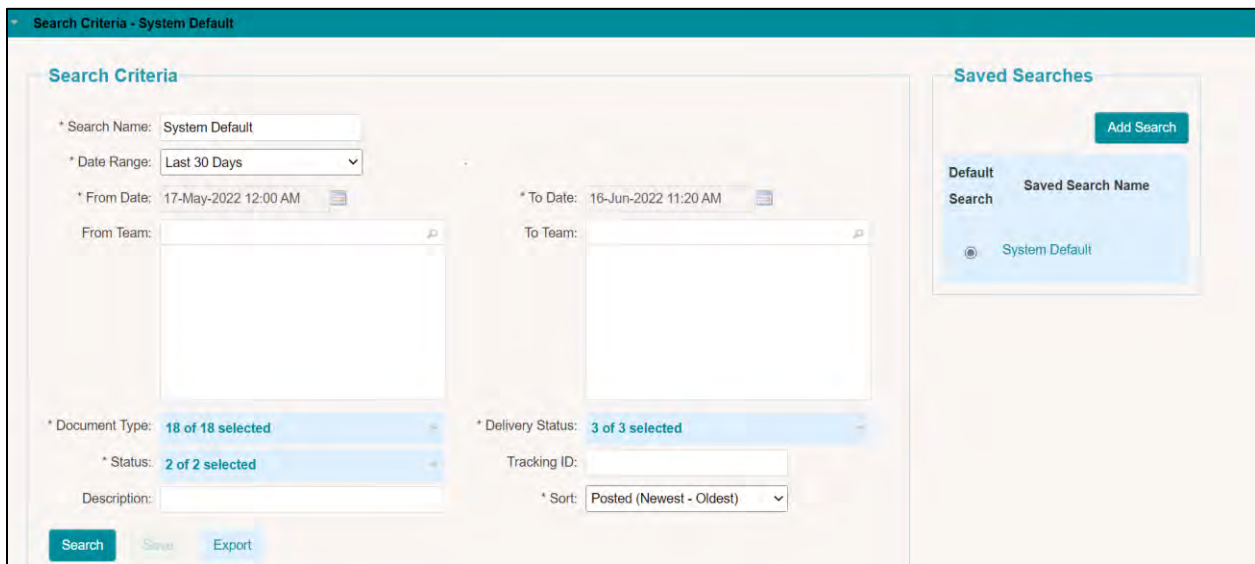 Search Criteria - System Default
Search Criteria
* Search Name: System Default
* Date Range: Last 30 Days
* From Date: 17-May-2022 12:00 AM
* To Date: 16-Jun-2022 11:20 AM
From Team:
To Team:
* Document Type: 18 of 18 selected
* Delivery Status: 3 of 3 selected
* Status: 2 of 2 selected
Tracking ID:
Description:
* Sort: Posted (Newest - Oldest)
Search
Save
Export
Saved Searches
Add Search
Default
Search
Saved Search Name
System Default